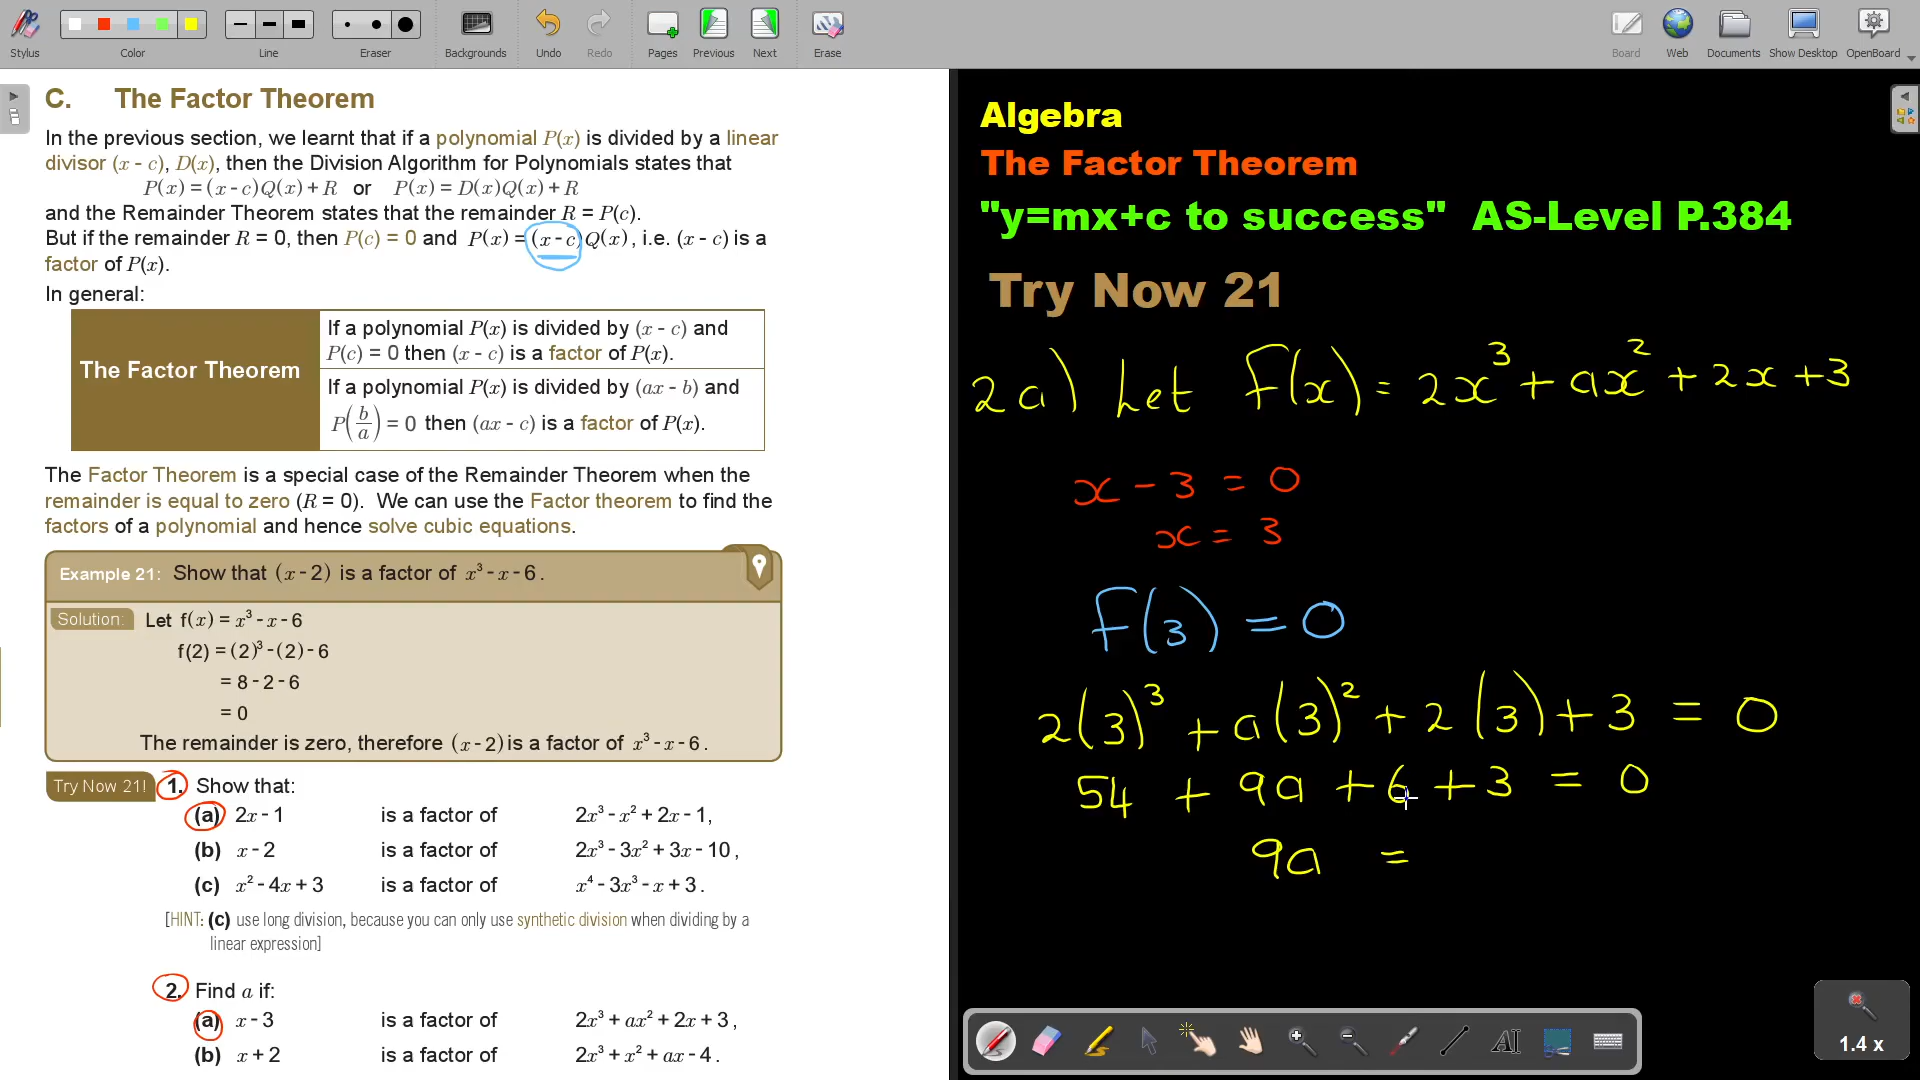 Stylus Color Line Eraser Backgrounds Undo Redo Pages Previous Next Erase Board Web Documents Show Desktop OpenBoard
C. The Factor Theorem
In the previous section, we learnt that if a polynomial P(x) is divided by a linear
divisor (x - c), D(x), then the Division Algorithm for Polynomials states that
P(x) = (x - c)Q(x) + R or P(x) = D(x)Q(x) + R
and the Remainder Theorem states that the remainder R = P(c).
But if the remainder R = 0, then P(c) = 0 and P(x) = (x - c)Q(x), i.e. (x - c) is a
factor of P(x).
In general:
The Factor Theorem
If a polynomial P(x) is divided by (x - c) and
P(c) = 0 then (x - c) is a factor of P(x).
If a polynomial P(x) is divided by (ax - b) and
P(b/a) = 0 then (ax - c) is a factor of P(x).
The Factor Theorem is a special case of the Remainder Theorem when the
remainder is equal to zero (R = 0). We can use the Factor theorem to find the
factors of a polynomial and hence solve cubic equations.
Example 21: Show that (x - 2) is a factor of x³ - x - 6.
Solution: Let f(x) = x³ - x - 6
f(2) = (2)³ - (2) - 6
= 8 - 2 - 6
= 0
The remainder is zero, therefore (x - 2) is a factor of x³ - x - 6.
Try Now 21! 1. Show that:
(a) 2x - 1 is a factor of 2x³ - x² + 2x - 1,
(b) x - 2 is a factor of 2x³ - 3x² + 3x - 10,
(c) x² - 4x + 3 is a factor of x⁴ - 3x³ - x + 3.
[HINT: (c) use long division, because you can only use synthetic division when dividing by a
linear expression]
2. Find a if:
(a) x - 3 is a factor of 2x³ + ax² + 2x + 3,
(b) x + 2 is a factor of 2x³ + x² + ax - 4.
Algebra
The Factor Theorem
"y=mx+c to success" AS-Level P.384
Try Now 21
2a) Let f(x) = 2x³ + ax² + 2x + 3
x - 3 = 0
x = 3
f(3) = 0
2(3)³ + a(3)² + 2(3) + 3 = 0
54 + 9a + 6 + 3 = 0
9a =
AI
1.4 x